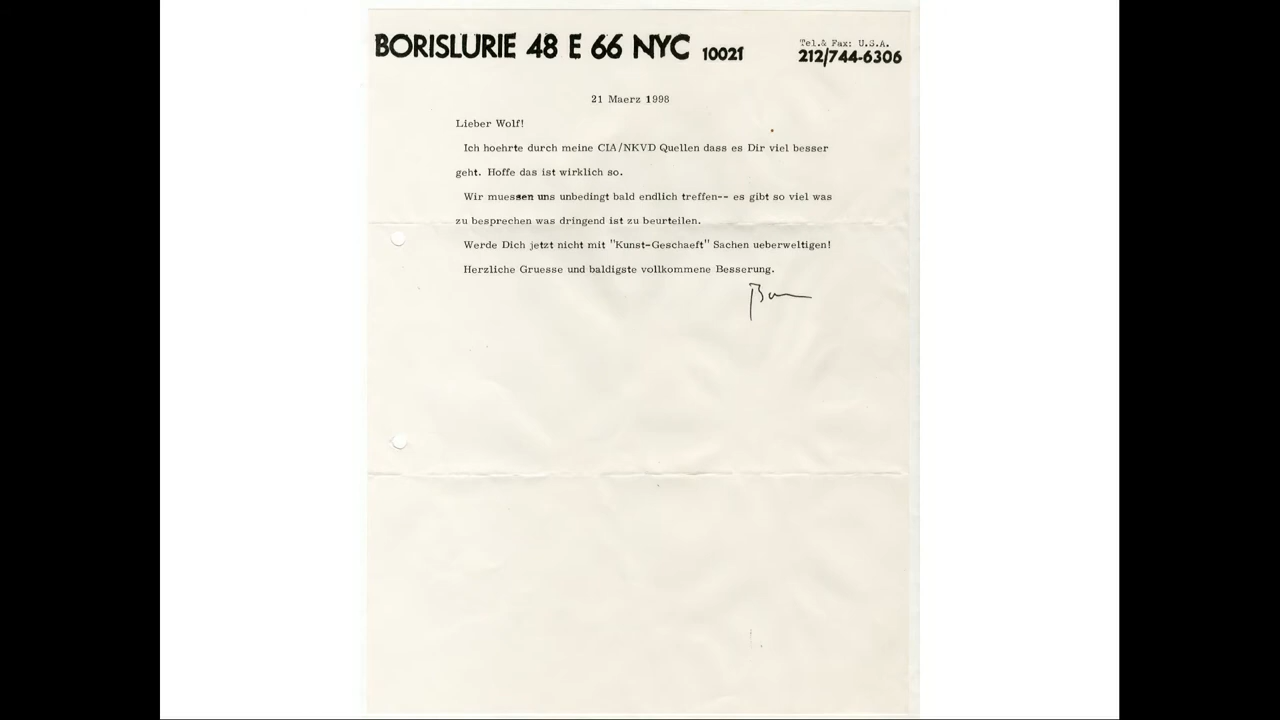 BORISLURIE 48 E 66 NYC 10021
Tel.& Fax: U.S.A.
212/744-6306
21 Maerz 1998
Lieber Wolf!
Ich hoehrte durch meine CIA/NKVD Quellen dass es Dir viel besser
geht. Hoffe das ist wirklich so.
Wir muessen uns unbedingt bald endlich treffen-- es gibt so viel was
zu besprechen was dringend ist zu beurteilen.
Werde Dich jetzt nicht mit "Kunst-Geschaeft" Sachen ueberweltigen!
Herzliche Gruesse und baldigste vollkommene Besserung.